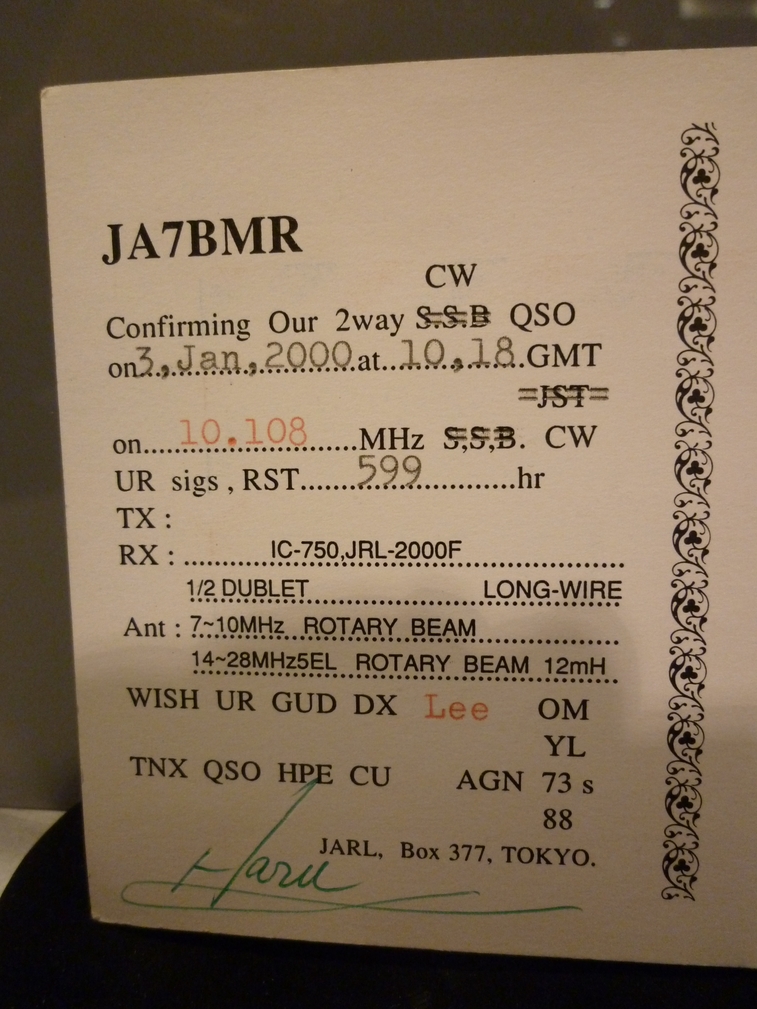 JA7BMR
CW
Confirming Our 2way S.S.B QSO
on 3,Jan,2000 at 10,18 GMT
JST
on 10.108 MHz S,S,B. CW
UR sigs , RST 599 hr
TX :
RX : IC-750,JRL-2000F
1/2 DUBLET LONG-WIRE
Ant : 7~10MHz ROTARY BEAM
14~28MHz5EL ROTARY BEAM 12mH
WISH UR GUD DX Lee OM
YL
TNX QSO HPE CU AGN 73 s
88
JARL, Box 377, TOKYO.
Haru